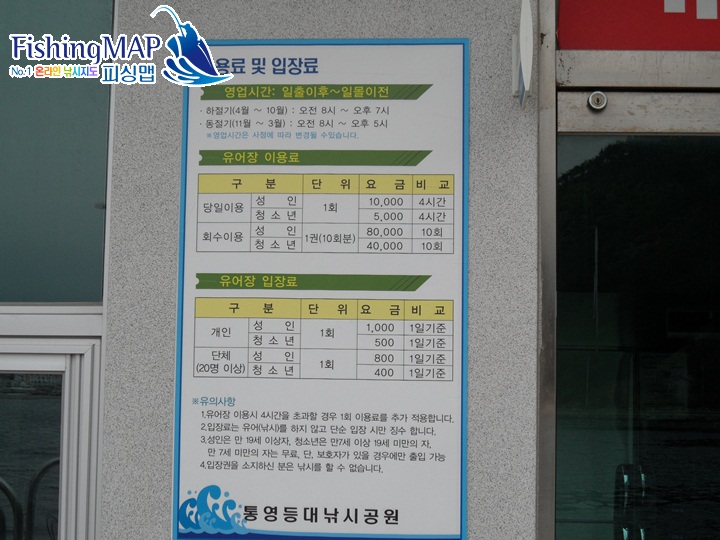 FishingMAP
No.1 온라인 낚시지도 피싱맵
용료 및 입장료
영업시간: 일출이후~일몰이전
· 하절기(4월 ~ 10월) : 오전 8시 ~ 오후 7시
· 동절기(11월 ~ 3월) : 오전 8시 ~ 오후 5시
※영업시간은 사정에 따라 변경될 수있습니다.
유어장 이용료
구 분 단 위 요 금 비 교
당일이용 성 인 1회 10,000 4시간
청 소 년 5,000 4시간
회수이용 성 인 1권(10회분) 80,000 10회
청 소 년 40,000 10회
유어장 입장료
구 분 단 위 요 금 비 교
개인 성 인 1회 1,000 1일기준
청 소 년 500 1일기준
단체 (20명 이상) 성 인 1회 800 1일기준
청 소 년 400 1일기준
※유의사항
1.유어장 이용시 4시간을 초과할 경우 1회 이용료를 추가 적용합니다.
2.입장료는 유어(낚시)를 하지 않고 단순 입장 시만 징수 합니다.
3.성인은 만 19세 이상자, 청소년은 만7세 이상 19세 미만의 자,
만 7세 미만의 자는 무료, 단, 보호자가 있을 경우에만 출입 가능
4.입장권을 소지하신 분은 낚시를 할 수 없습니다.
통영등대낚시공원